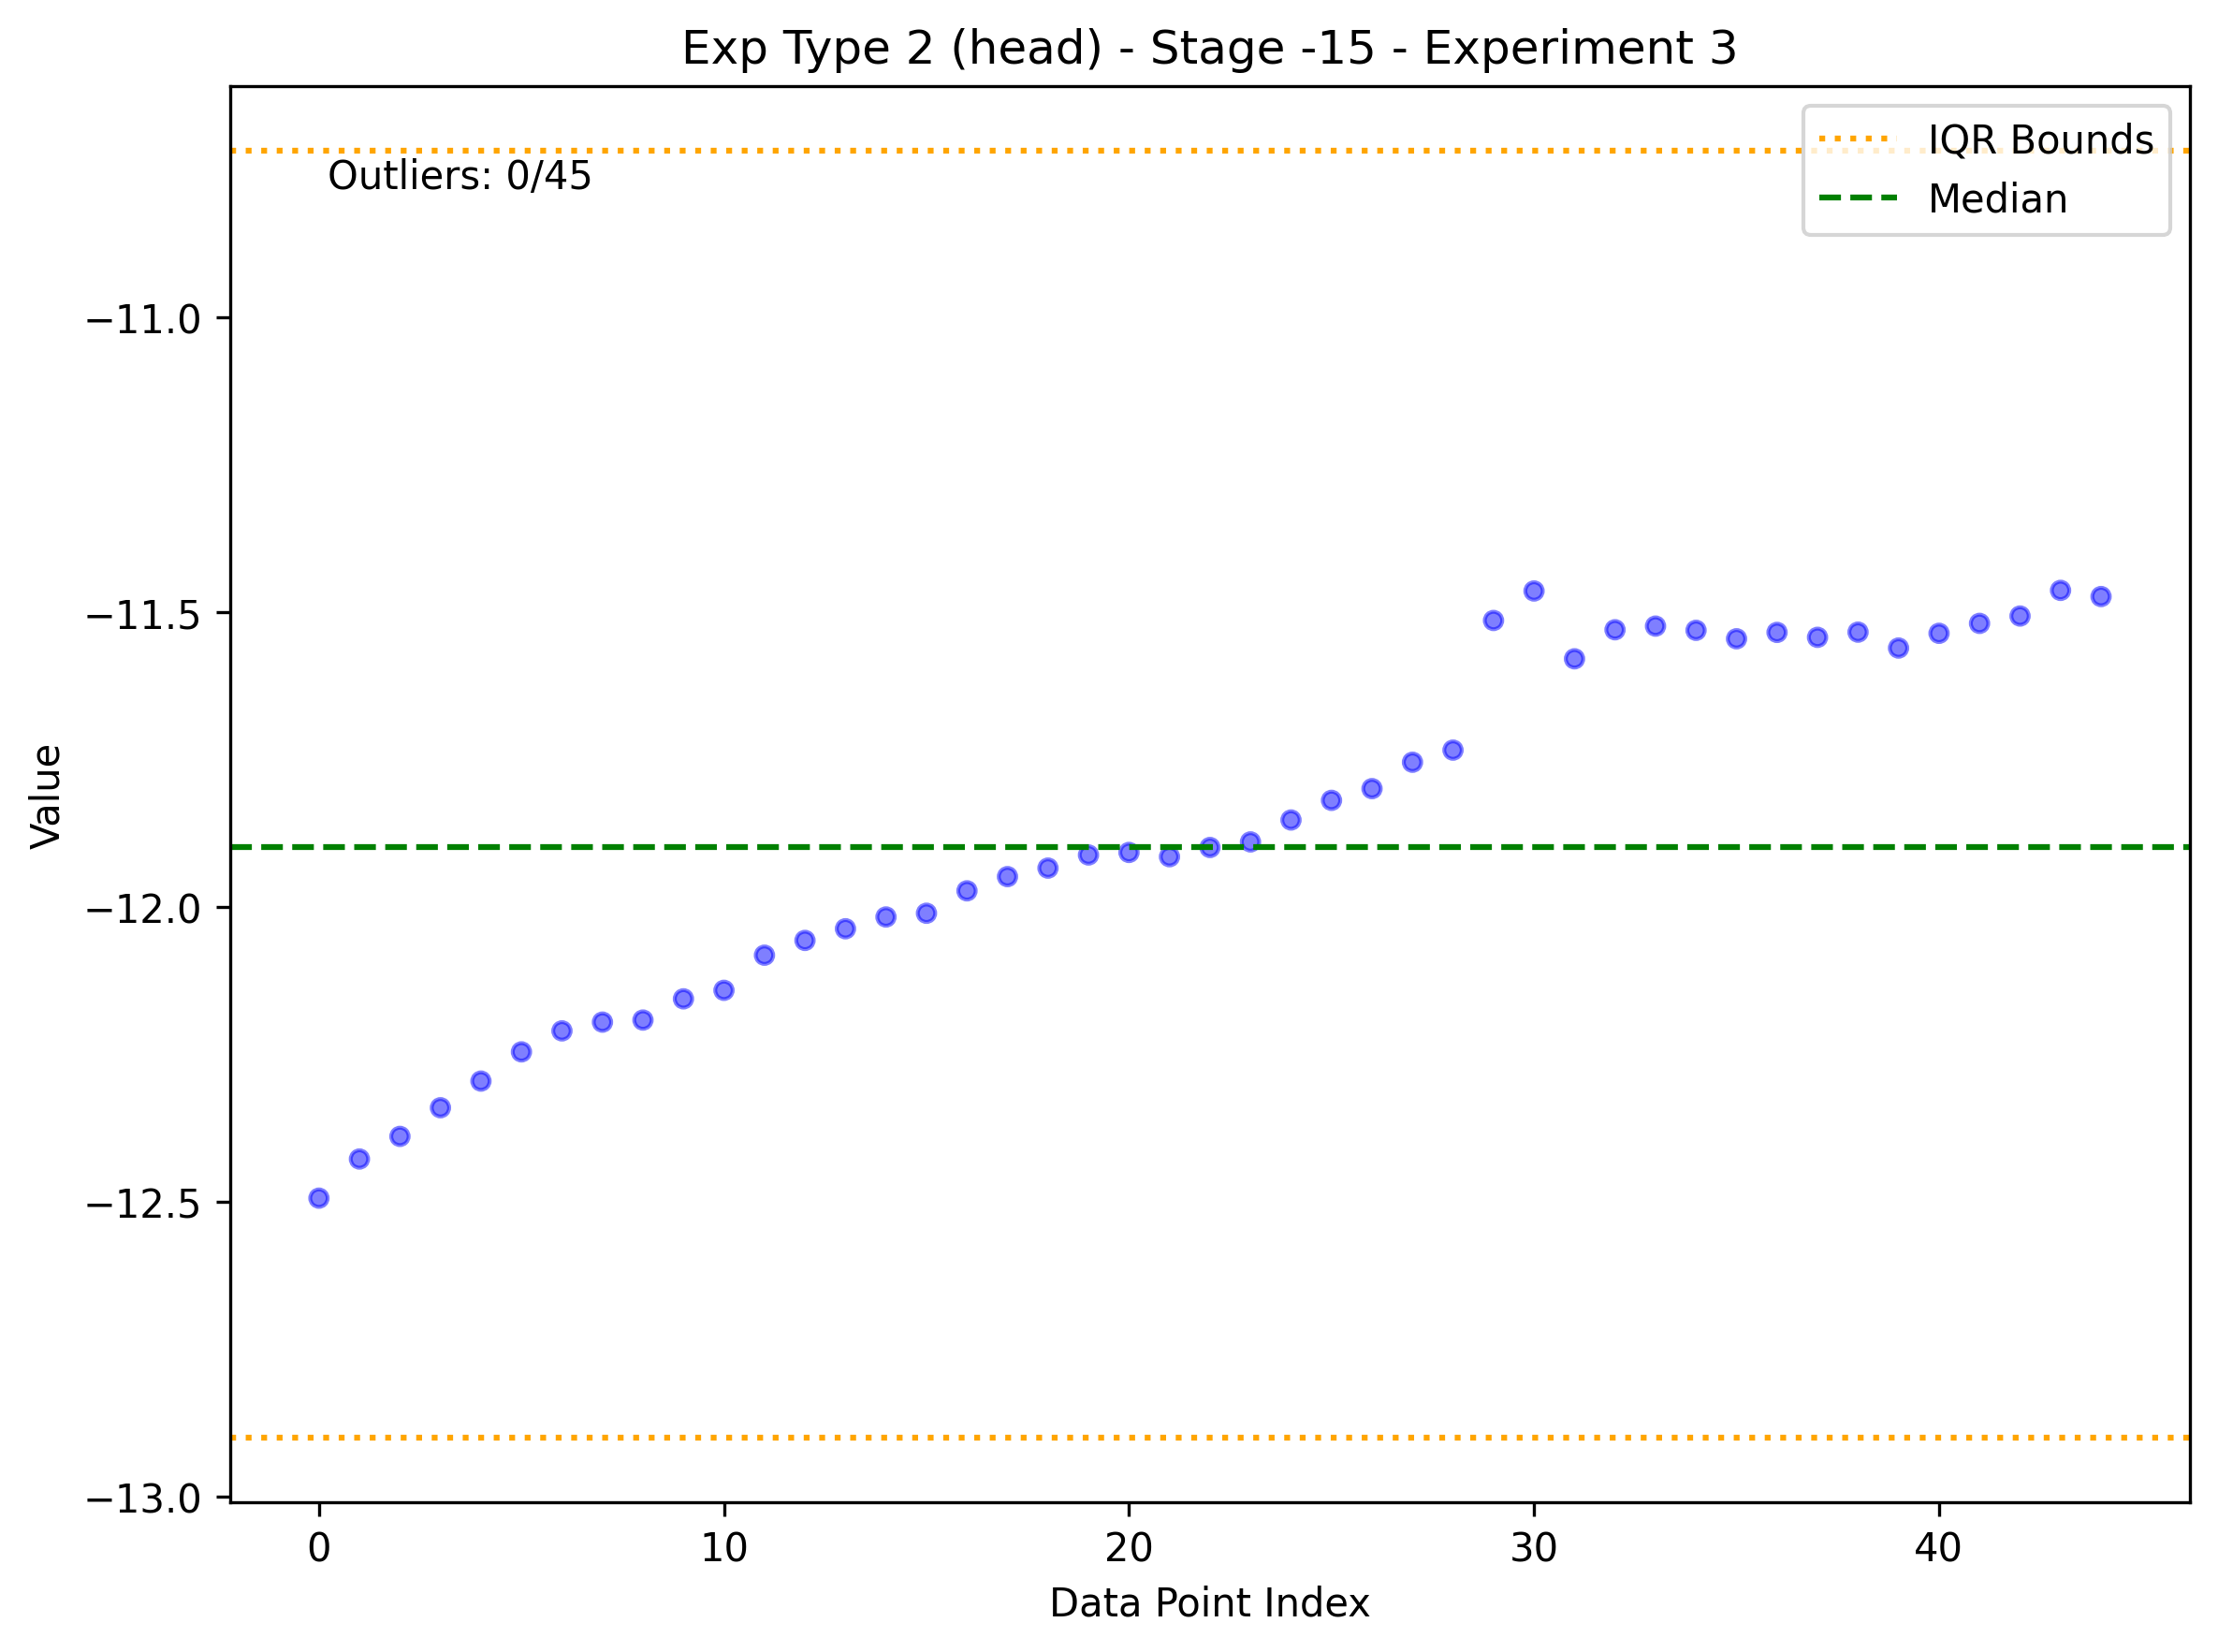 Exp Type 2 (head) - Stage -15 - Experiment 3
IQR Bounds
Median
Outliers: 0/45
Value
−11.0
−11.5
−12.0
−12.5
−13.0
0 10 20 30 40
Data Point Index